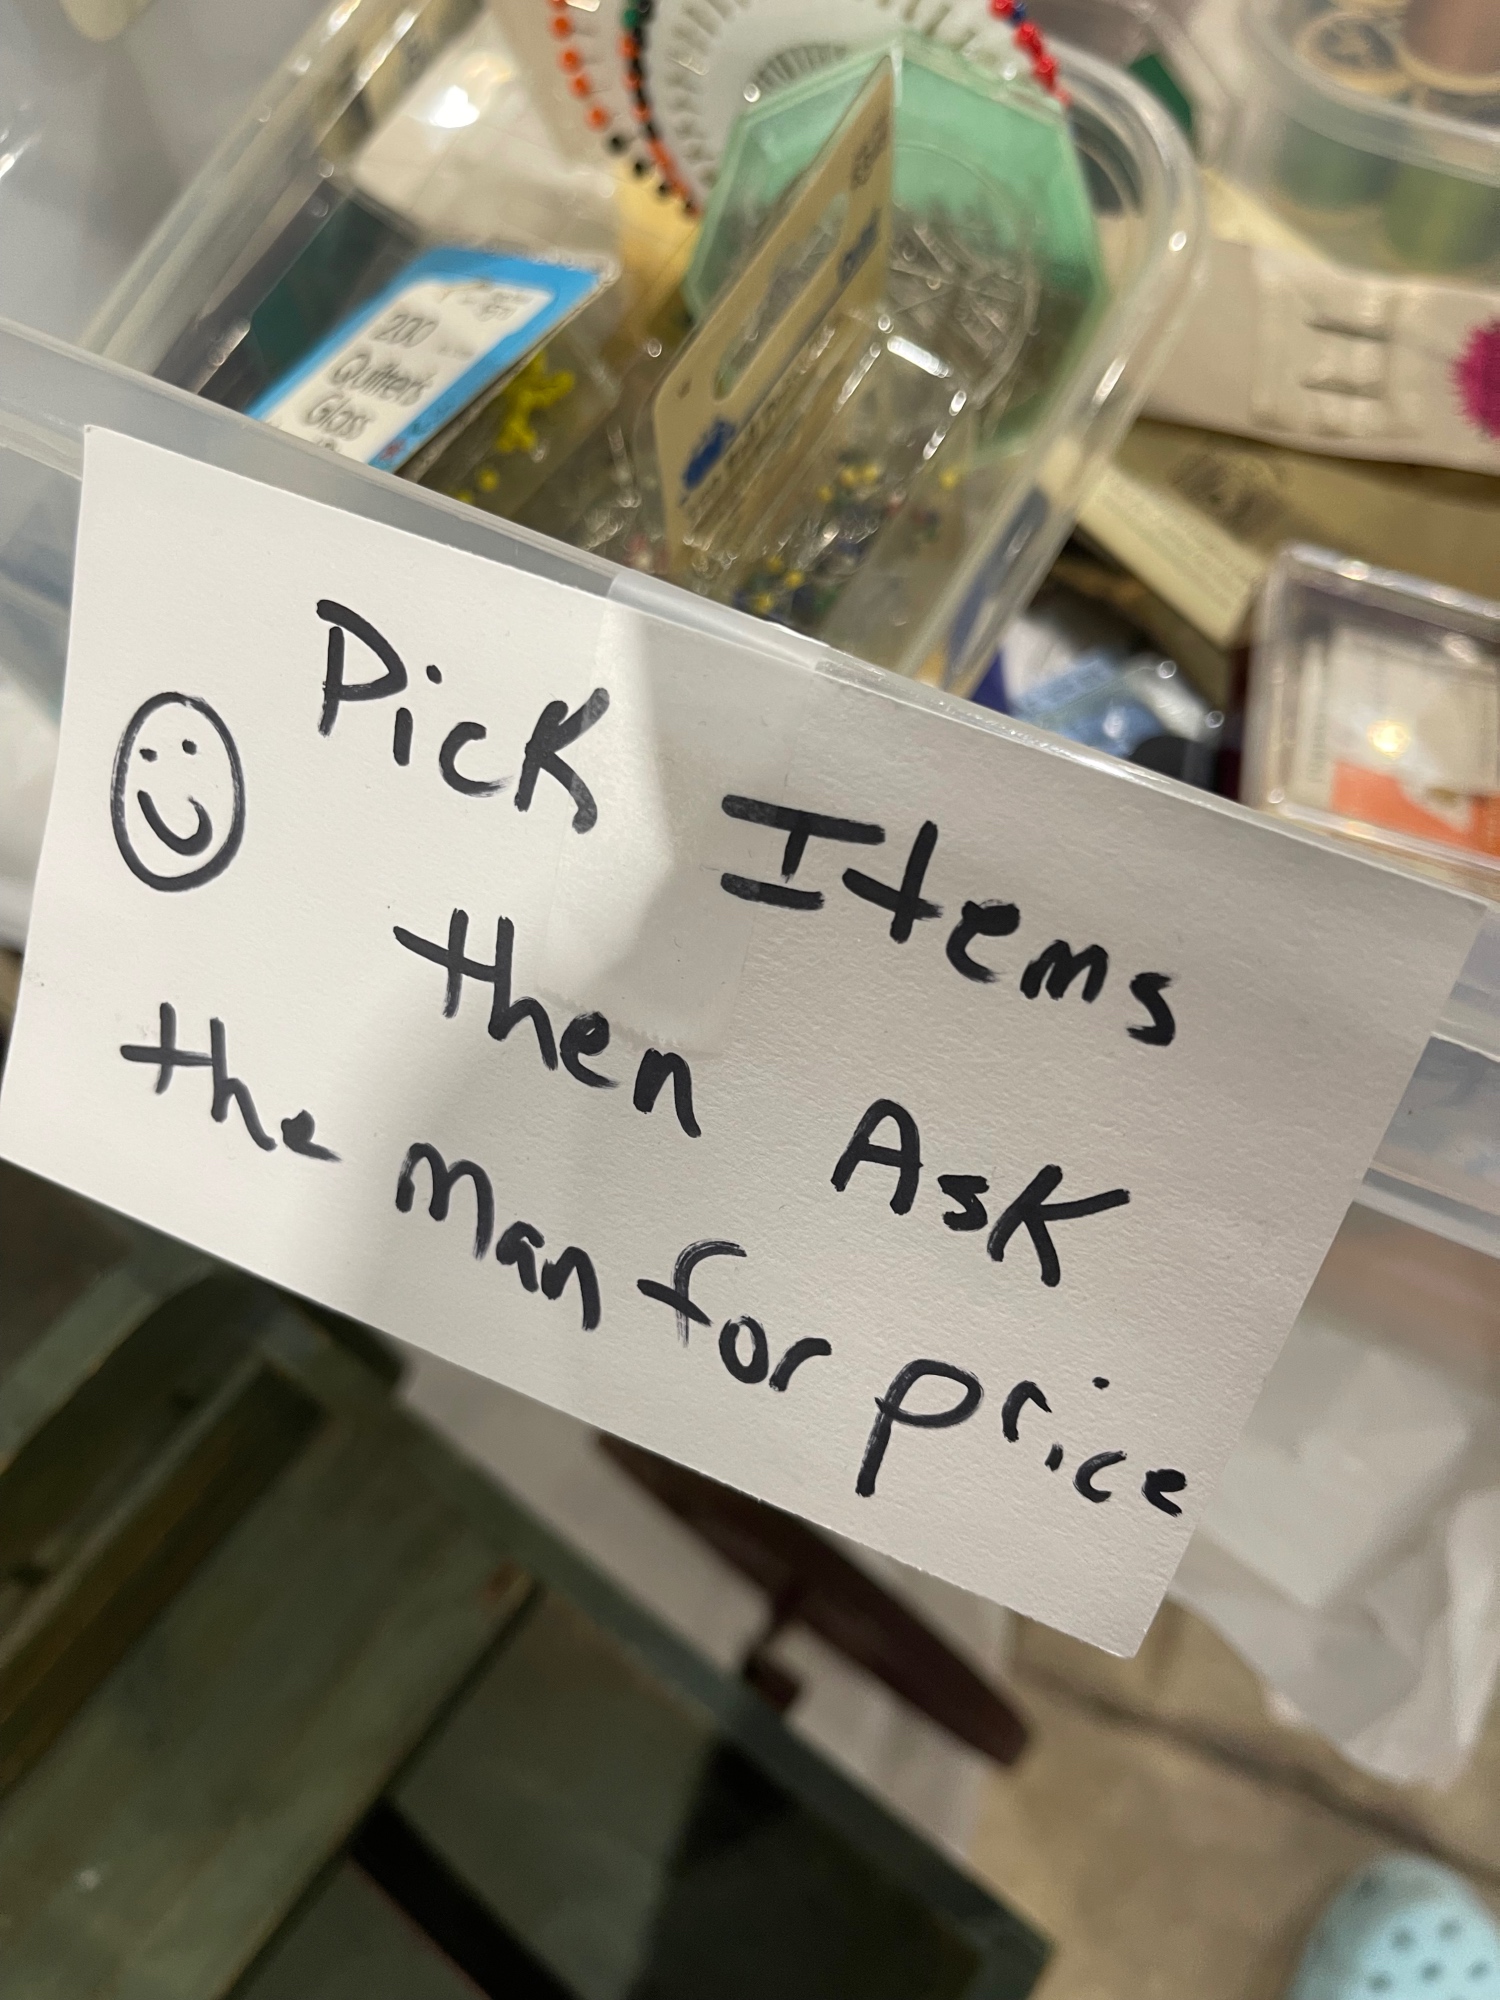 200
Quilter's
Glass
Pick Items
then Ask
the man for price